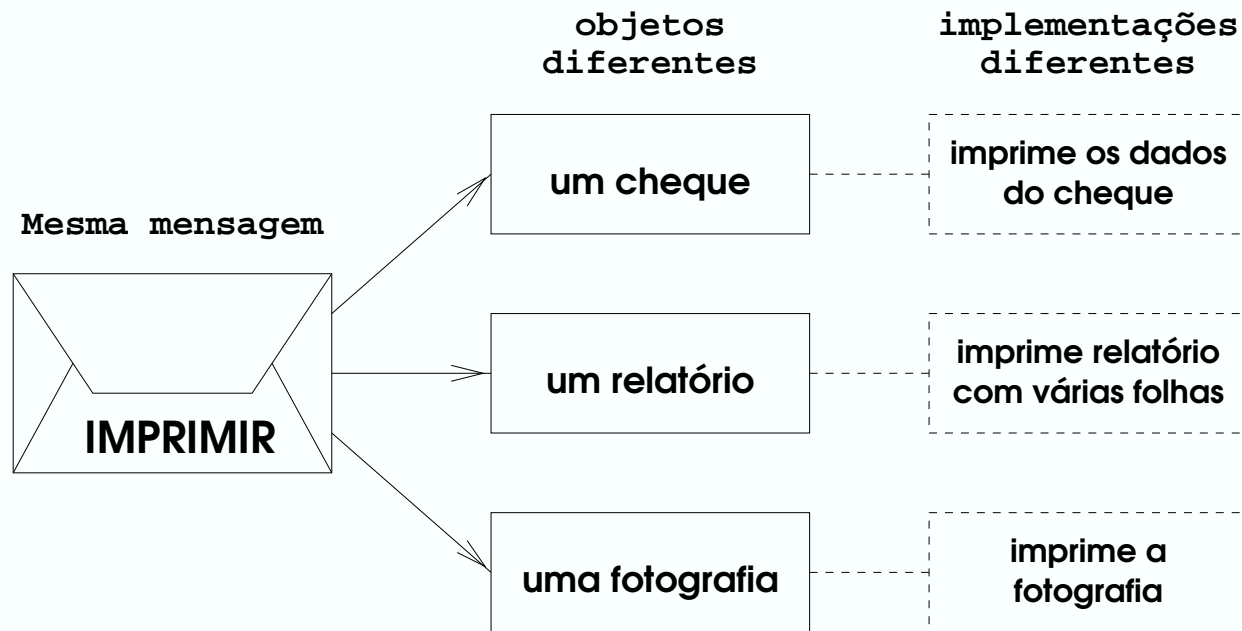 objetos
diferentes
implementações
diferentes
Mesma mensagem
IMPRIMIR
um cheque
imprime os dados
do cheque
um relatório
imprime relatório
com várias folhas
uma fotografia
imprime a
fotografia